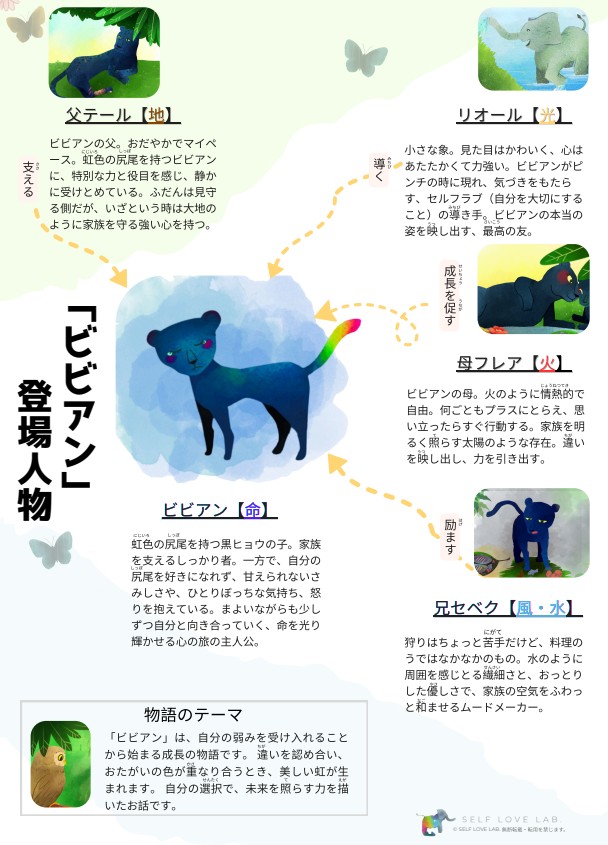 「ビビアン」
登場人物
父テール【地】
ビビアンの父。おだやかでマイペ
ース。虹色の尻尾を持つビビアン
に、特別な力と役目を感じ、静か
に受けとめている。ふだんは見守
る側だが、いざという時は大地の
ように家族を守る強い心を持つ。
支える
リオール【光】
小さな象。見た目はかわいく、心は
あたたかくて力強い。ビビアンがピ
ンチの時に現れ、気づきをもたら
す、セルフラブ（自分を大切にする
こと）の導き手。ビビアンの本当の
姿を映し出す、最高の友。
導く
成長を促す
母フレア【火】
ビビアンの母。火のように情熱的で
自由。何ごともプラスにとらえ、思
い立ったらすぐ行動する。家族を明
るく照らす太陽のような存在。違い
を映し出し、力を引き出す。
ビビアン【命】
虹色の尻尾を持つ黒ヒョウの子。家族
を支えるしっかり者。一方で、自分の
尻尾を好きになれず、甘えられないさ
みしさや、ひとりぼっちな気持ち、怒
りを抱えている。まよいながらも少し
ずつ自分と向き合っていく、命を光り
輝かせる心の旅の主人公。
励ます
兄セベク【風・水】
狩りはちょっと苦手だけど、料理の
うではなかなかのもの。水のように
周囲を感じとる繊細さと、おっとり
した優しさで、家族の空気をふわっ
と和ませるムードメーカー。
物語のテーマ
「ビビアン」は、自分の弱みを受け入れること
から始まる成長の物語です。 違いを認め合い、
おたがいの色が重なり合うとき、美しい虹が生
まれます。 自分の選択で、未来を照らす力を描
いたお話です。
SELF LOVE LAB.
© SELF LOVE LAB. 無断転載・転用を禁じます。